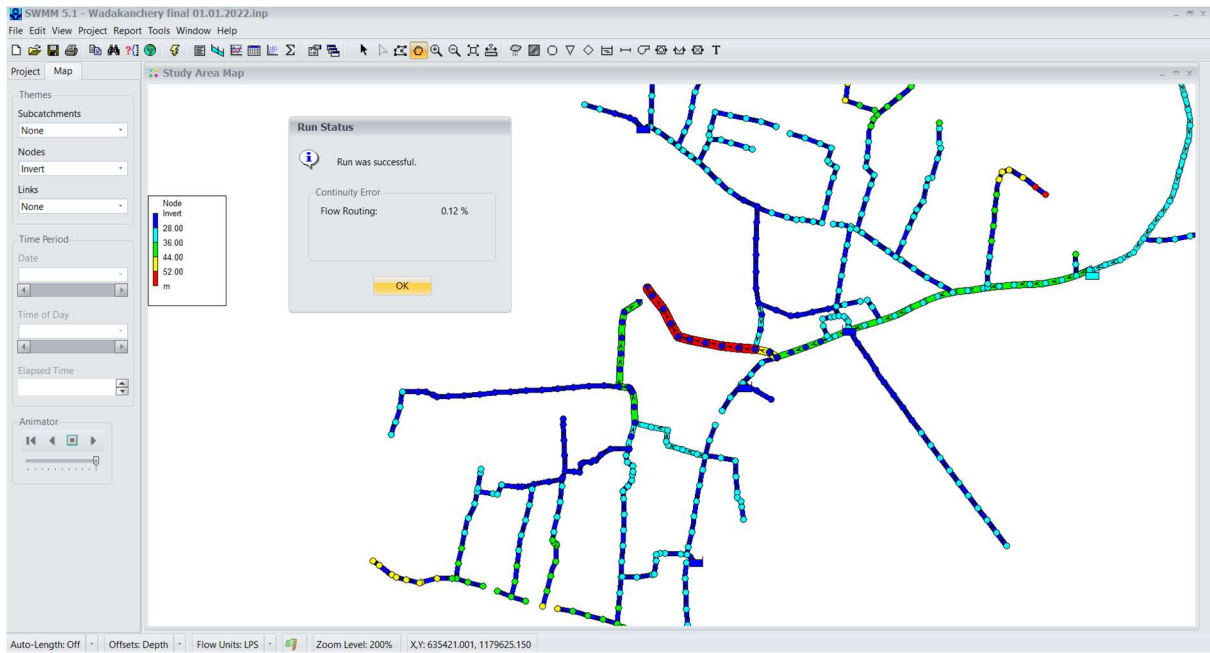 SWMM 5.1 - Wadakanchery final 01.01.2022.inp
File Edit View Project Report Tools Window Help
Project Map
Study Area Map
Themes
Subcatchments
None
Nodes
Invert
Links
None
Time Period
Date
Time of Day
Elapsed Time
Animator
Node
Invert
28.00
36.00
44.00
52.00
m
Run Status
Run was successful.
Continuity Error
Flow Routing: 0.12 %
OK
Auto-Length: Off Offsets: Depth Flow Units: LPS Zoom Level: 200% X,Y: 635421.001, 1179625.150